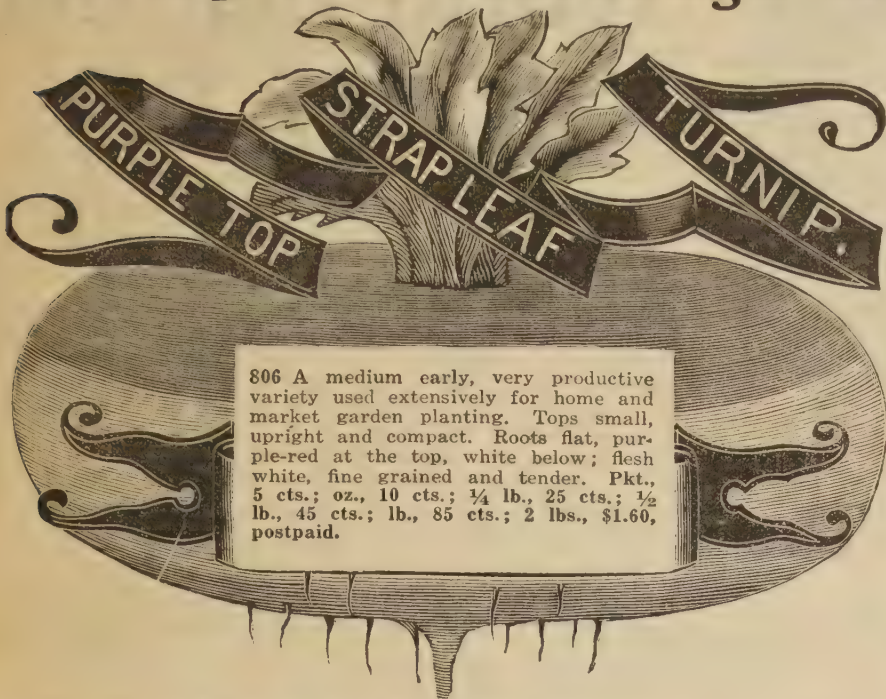 PURPLE TOP STRAP LEAF TURNIP
806 A medium early, very productive
variety used extensively for home and
market garden planting. Tops small,
upright and compact. Roots flat, pur-
ple-red at the top, white below; flesh
white, fine grained and tender. Pkt.,
5 cts.; oz., 10 cts.; ¼ lb., 25 cts.; ½
lb., 45 cts.; lb., 85 cts.; 2 lbs., $1.60,
postpaid.